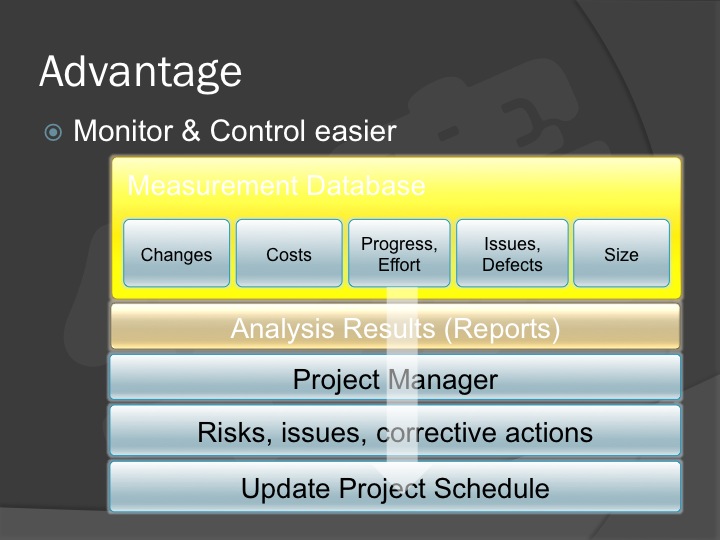 Advantage
Monitor & Control easier
Measurement Database
Changes
Costs
Progress,
Effort
Issues,
Defects
Size
Analysis Results (Reports)
Project Manager
Risks, issues, corrective actions
Update Project Schedule